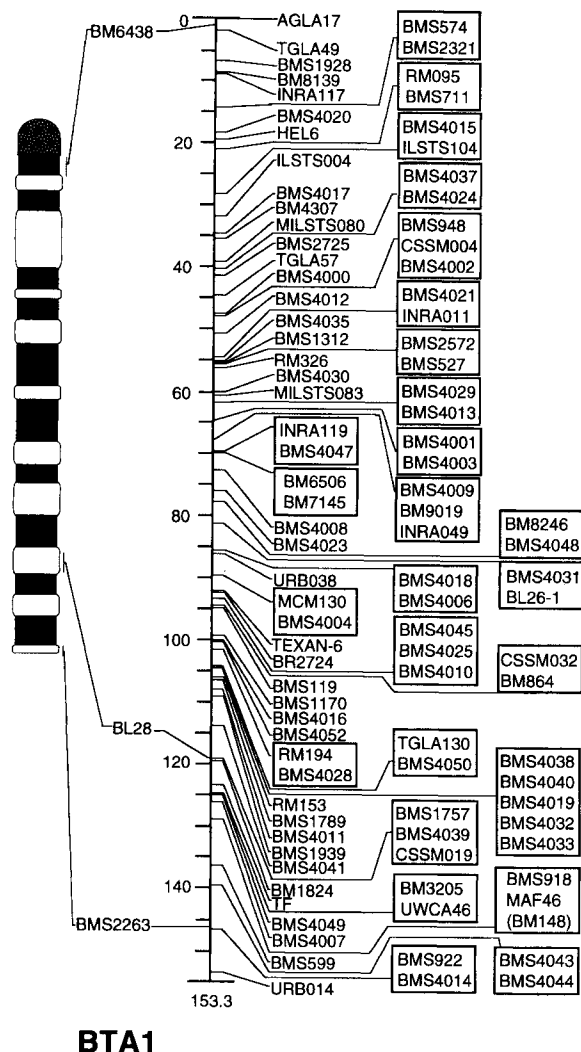 0
AGLA17
BM6438
TGLA49
BMS1928
BM8139
INRA117
BMS4020
HEL6
20
ILSTS004
BMS4017
BM4307
MILSTS080
BMS2725
40
TGLA57
BMS4000
BMS4012
BMS4035
BMS1312
RM326
BMS4030
60
MILSTS083
INRA119
BMS4047
BM6506
BM7145
80
BMS4008
BMS4023
URB038
MCM130
BMS4004
100
TEXAN-6
BR2724
BMS119
BMS1170
BMS4016
BMS4052
BL28
RM194
BMS4028
120
RM153
BMS1789
BMS4011
BMS1939
BMS4041
BM1824
TF
140
BMS4049
BMS4007
BMS2263
BMS599
URB014
153.3
BMS574
BMS2321
RM095
BMS711
BMS4015
ILSTS104
BMS4037
BMS4024
BMS948
CSSM004
BMS4002
BMS4021
INRA011
BMS2572
BMS527
BMS4029
BMS4013
BMS4001
BMS4003
BMS4009
BM9019
INRA049
BM8246
BMS4048
BMS4018
BMS4006
BMS4031
BL26-1
BMS4045
BMS4025
BMS4010
CSSM032
BM864
TGLA130
BMS4050
BMS4038
BMS4040
BMS4019
BMS4032
BMS4033
BMS1757
BMS4039
CSSM019
BM3205
UWCA46
BMS918
MAF46
(BM148)
BMS922
BMS4014
BMS4043
BMS4044
BTA1